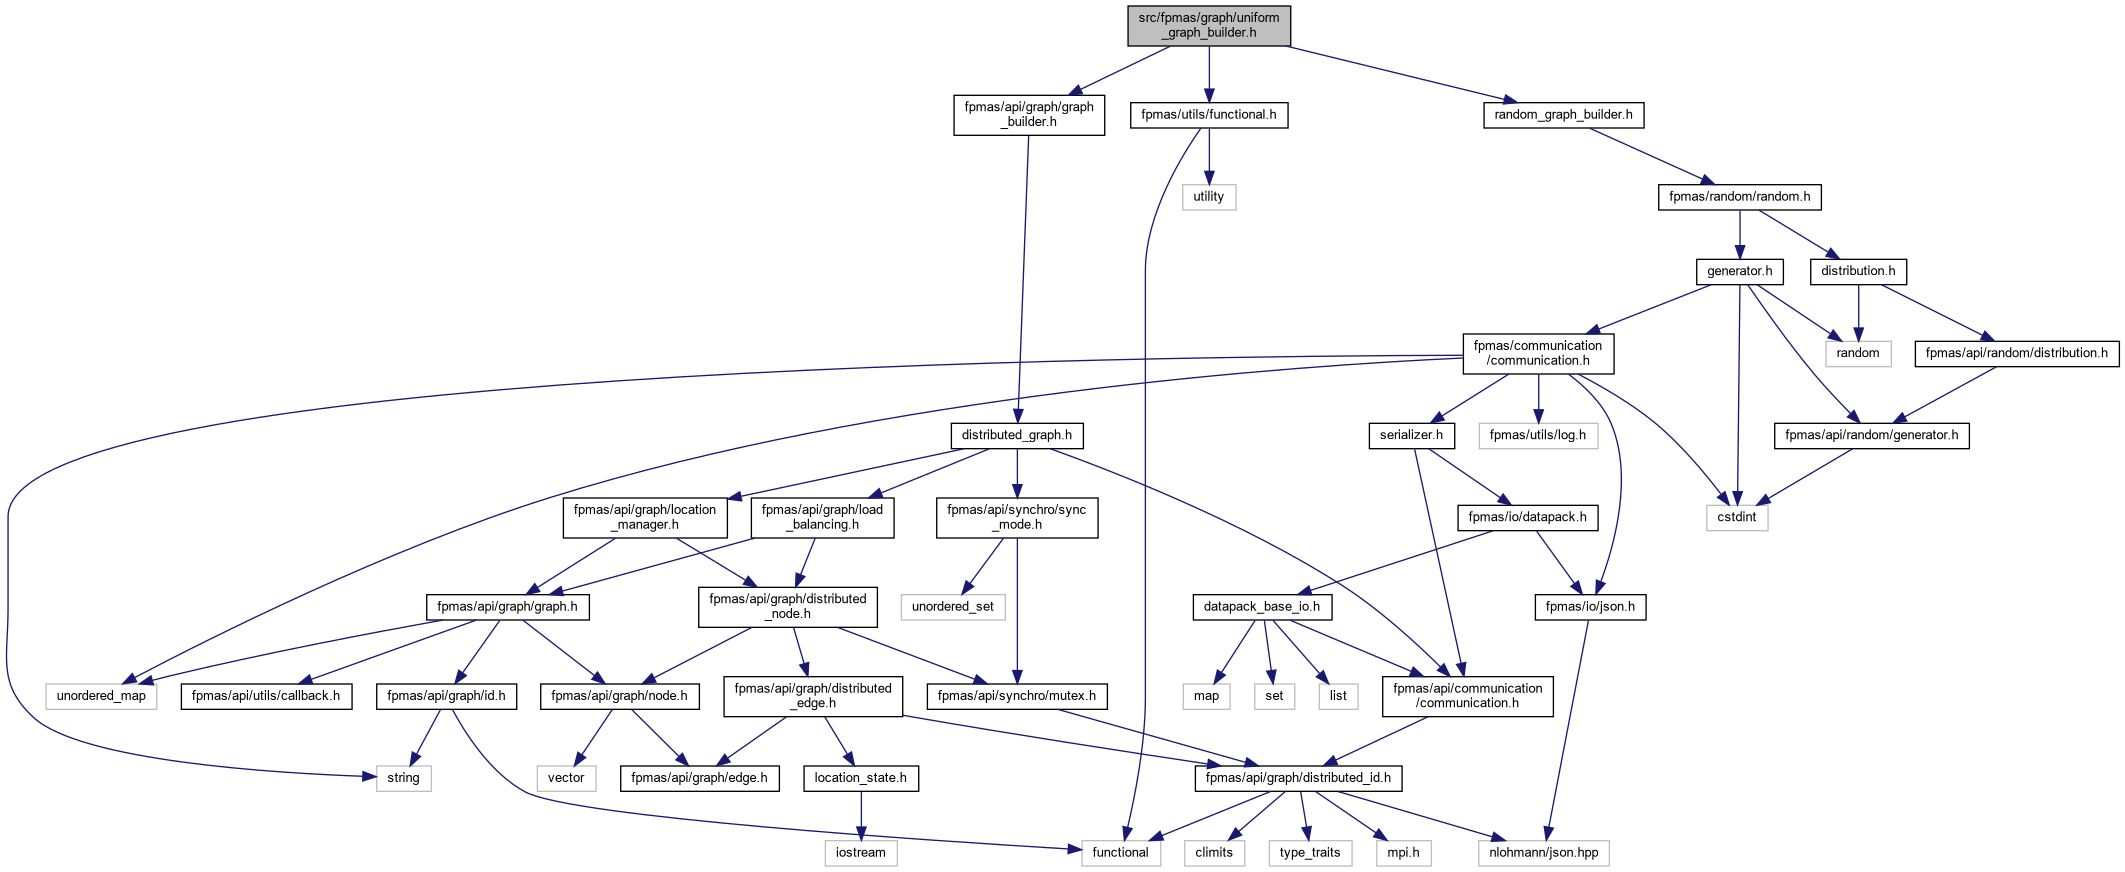 src/fpmas/graph/uniform
_graph_builder.h
fpmas/api/graph/graph
_builder.h
fpmas/utils/functional.h
random_graph_builder.h
utility
fpmas/random/random.h
generator.h
distribution.h
fpmas/communication
/communication.h
random
fpmas/api/random/distribution.h
distributed_graph.h
serializer.h
fpmas/utils/log.h
fpmas/api/random/generator.h
fpmas/api/graph/location
_manager.h
fpmas/api/graph/load
_balancing.h
fpmas/api/synchro/sync
_mode.h
fpmas/io/datapack.h
cstdint
fpmas/api/graph/graph.h
fpmas/api/graph/distributed
_node.h
unordered_set
datapack_base_io.h
fpmas/io/json.h
unordered_map
fpmas/api/utils/callback.h
fpmas/api/graph/id.h
fpmas/api/graph/node.h
fpmas/api/graph/distributed
_edge.h
fpmas/api/synchro/mutex.h
map
set
list
fpmas/api/communication
/communication.h
string
vector
fpmas/api/graph/edge.h
location_state.h
fpmas/api/graph/distributed_id.h
iostream
functional
climits
type_traits
mpi.h
nlohmann/json.hpp